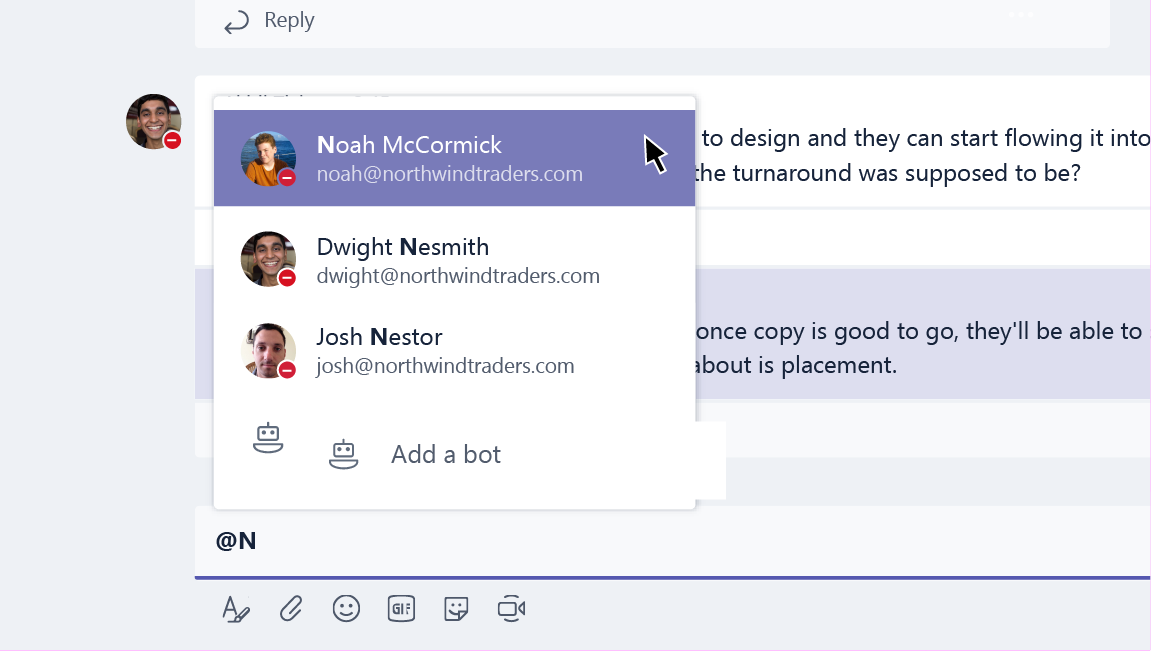 Reply
to design and they can start flowing it into
the turnaround was supposed to be?
Noah McCormick
noah@northwindtraders.com
Dwight Nesmith
dwight@northwindtraders.com
Josh Nestor
josh@northwindtraders.com
once copy is good to go, they'll be able to
about is placement.
Add a bot
@N
GIF